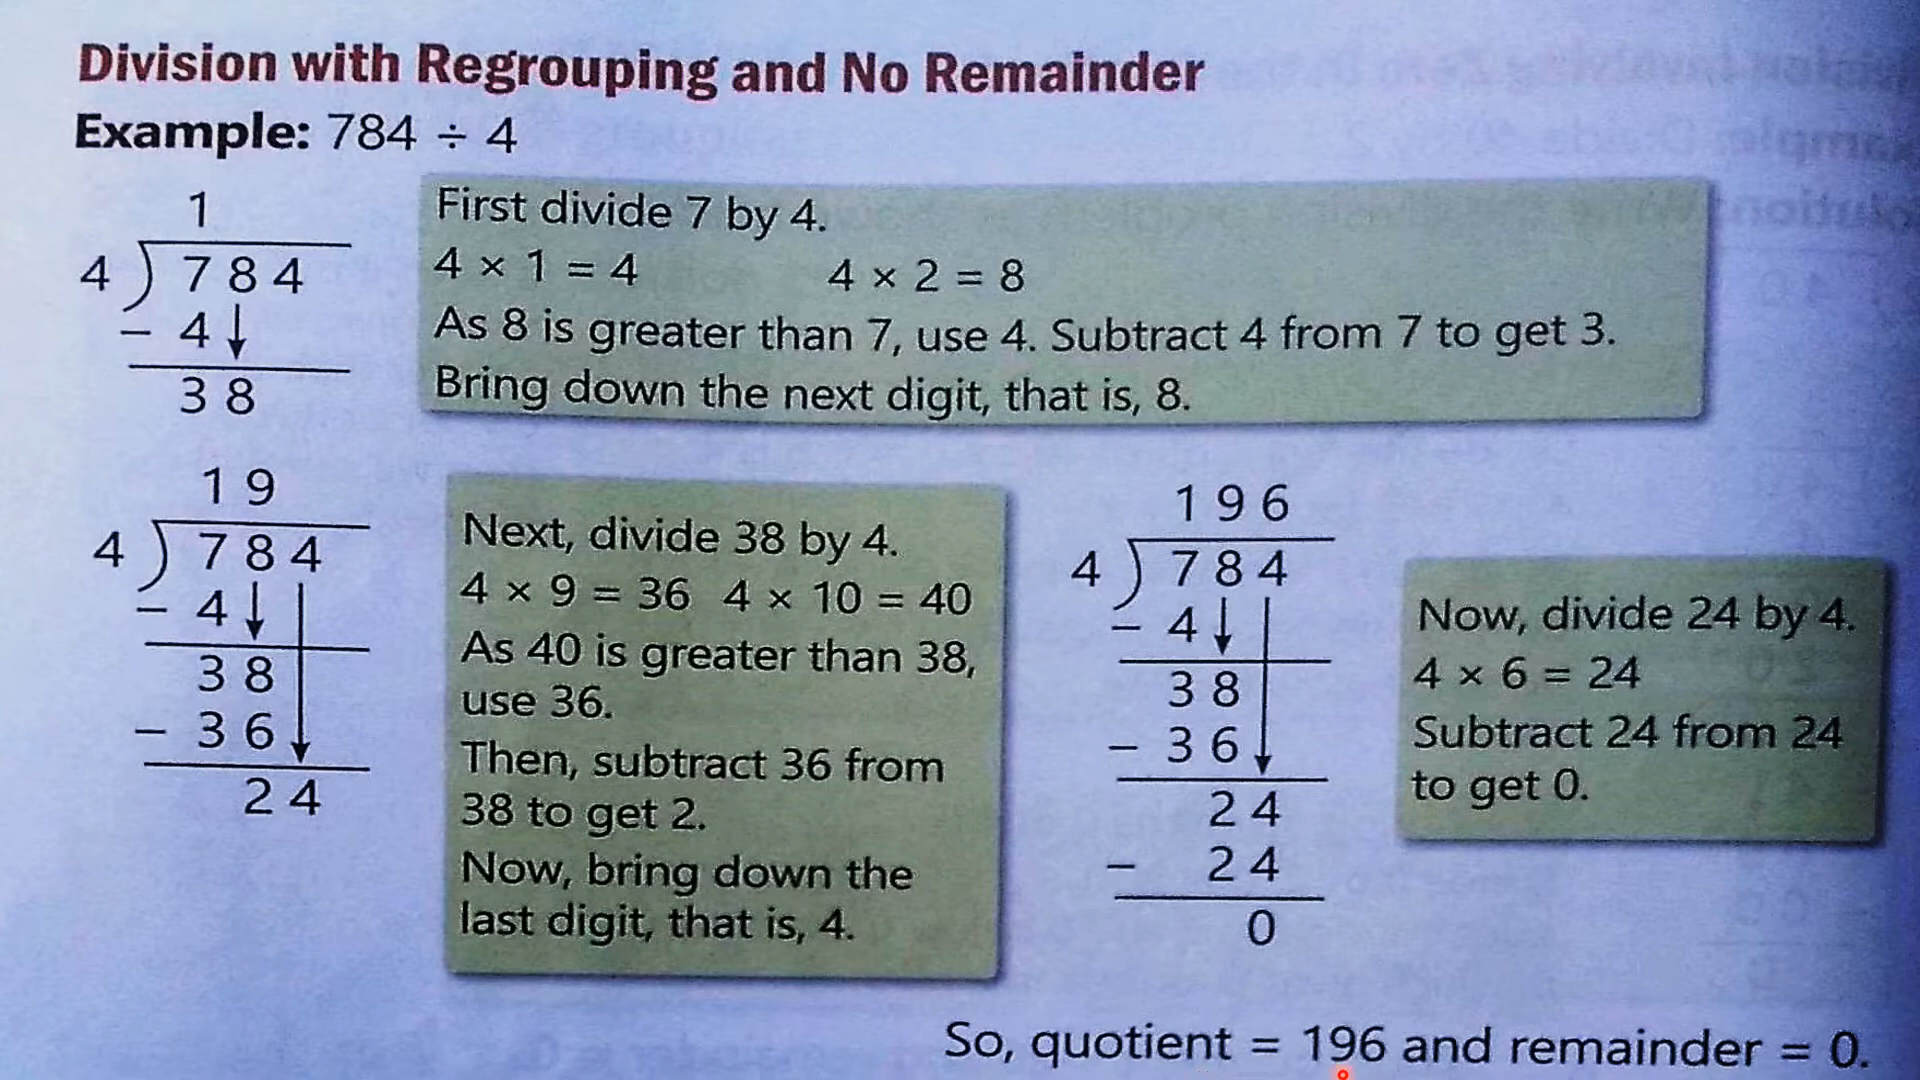 Division with Regrouping and No Remainder
Example: 784 ÷ 4
1
4 ) 7 8 4
− 4 ↓
3 8
First divide 7 by 4.
4 × 1 = 4 4 × 2 = 8
As 8 is greater than 7, use 4. Subtract 4 from 7 to get 3.
Bring down the next digit, that is, 8.
1 9
4 ) 7 8 4
− 4 ↓
3 8
− 3 6 ↓
2 4
Next, divide 38 by 4.
4 × 9 = 36 4 × 10 = 40
As 40 is greater than 38,
use 36.
Then, subtract 36 from
38 to get 2.
Now, bring down the
last digit, that is, 4.
1 9 6
4 ) 7 8 4
− 4 ↓
3 8
− 3 6 ↓
2 4
− 2 4
0
Now, divide 24 by 4.
4 × 6 = 24
Subtract 24 from 24
to get 0.
So, quotient = 196 and remainder = 0.